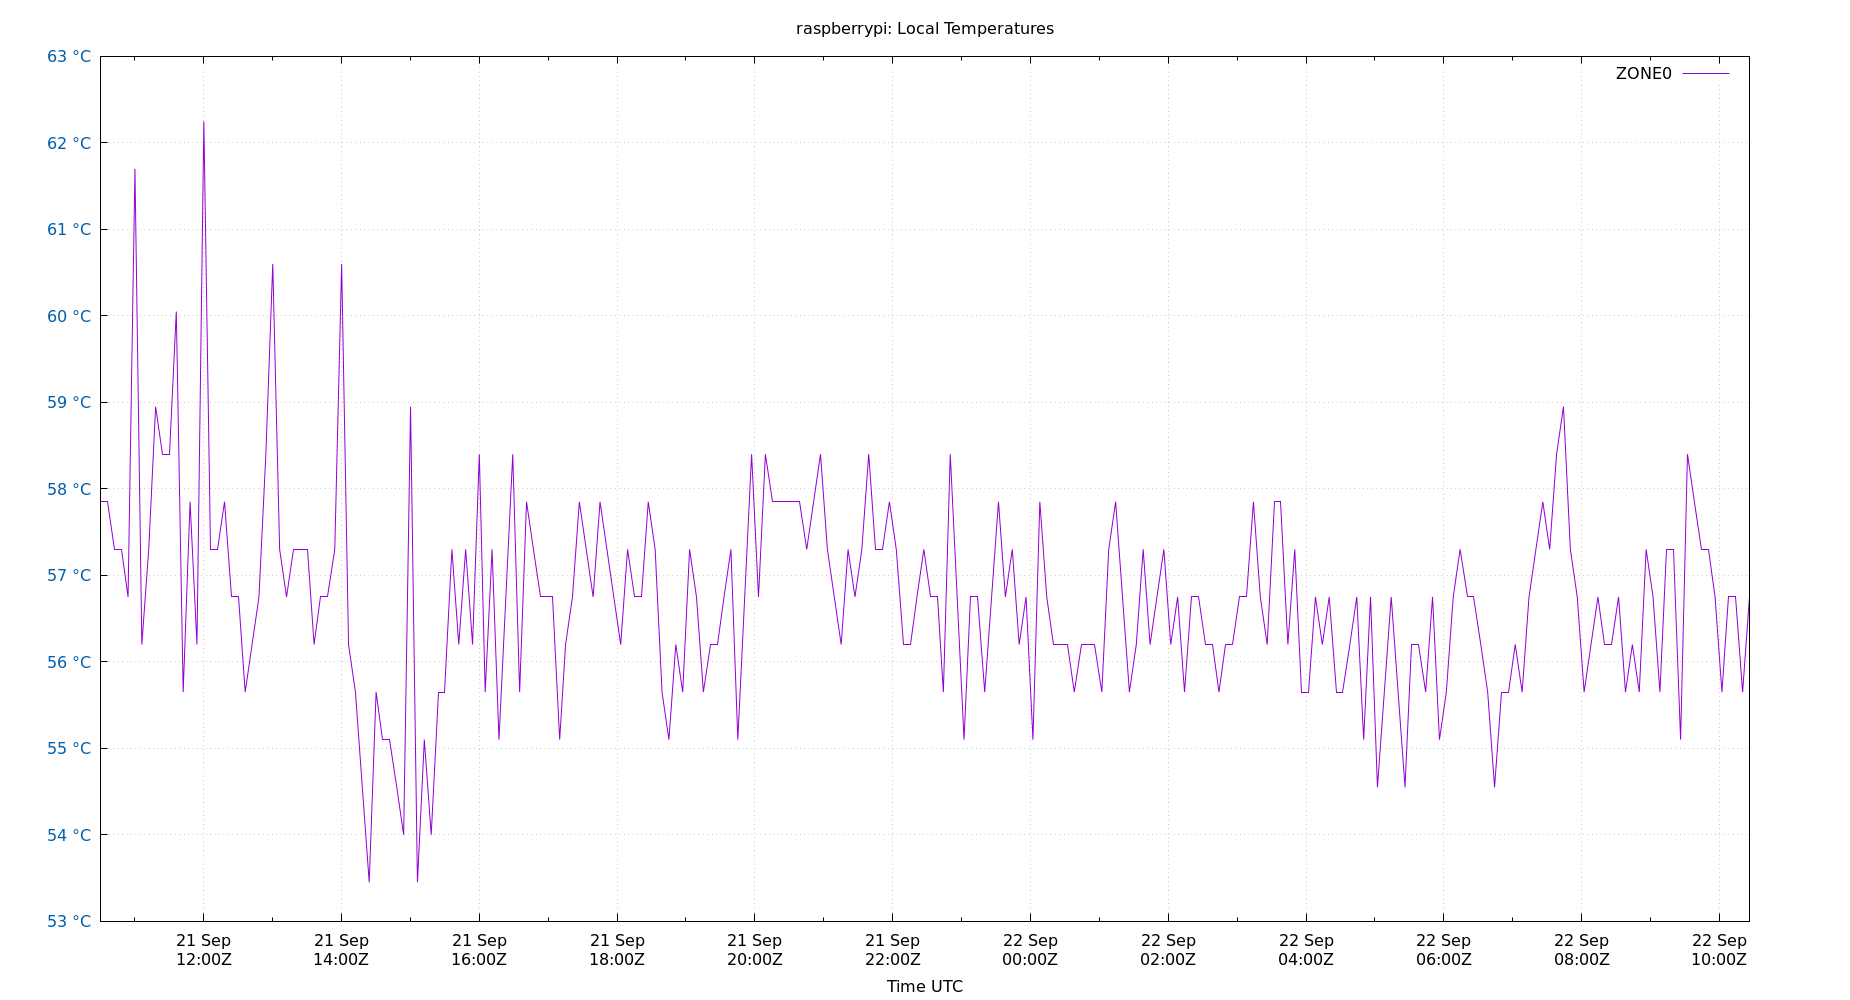 raspberrypi: Local Temperatures
63 °C
ZONE0
62 °C
61 °C
60 °C
59 °C
58 °C
57 °C
56 °C
55 °C
54 °C
53 °C
21 Sep 21 Sep 21 Sep 21 Sep 21 Sep 21 Sep 22 Sep 22 Sep 22 Sep 22 Sep 22 Sep 22 Sep
12:00Z 14:00Z 16:00Z 18:00Z 20:00Z 22:00Z 00:00Z 02:00Z 04:00Z 06:00Z 08:00Z 10:00Z
Time UTC